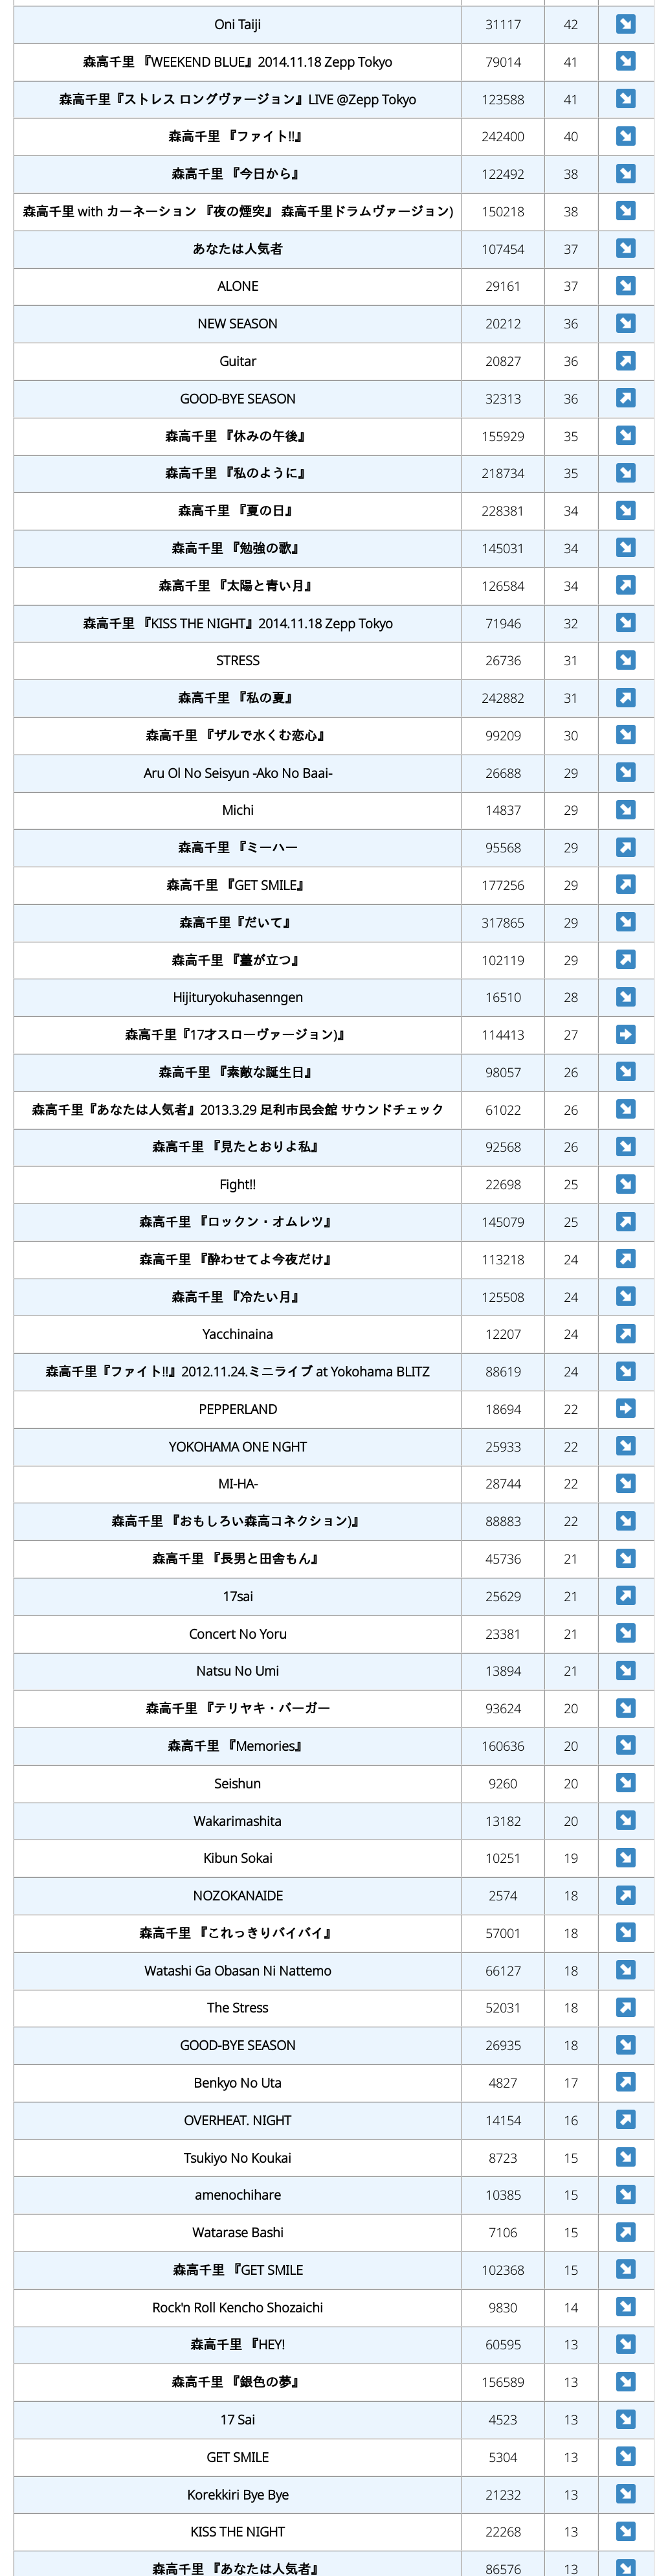 Oni Taiji 31117 42
森高千里 『WEEKEND BLUE』2014.11.18 Zepp Tokyo 79014 41
森高千里『ストレス ロングヴァージョン』LIVE @Zepp Tokyo 123588 41
森高千里 『ファイト!!』 242400 40
森高千里 『今日から』 122492 38
森高千里 with カーネーション 『夜の煙突』 森高千里ドラムヴァージョン) 150218 38
あなたは人気者 107454 37
ALONE 29161 37
NEW SEASON 20212 36
Guitar 20827 36
GOOD-BYE SEASON 32313 36
森高千里 『休みの午後』 155929 35
森高千里 『私のように』 218734 35
森高千里 『夏の日』 228381 34
森高千里 『勉強の歌』 145031 34
森高千里 『太陽と青い月』 126584 34
森高千里 『KISS THE NIGHT』2014.11.18 Zepp Tokyo 71946 32
STRESS 26736 31
森高千里 『私の夏』 242882 31
森高千里 『ザルで水くむ恋心』 99209 30
Aru Ol No Seisyun -Ako No Baai- 26688 29
Michi 14837 29
森高千里 『ミーハー 95568 29
森高千里 『GET SMILE』 177256 29
森高千里『だいて』 317865 29
森高千里 『薹が立つ』 102119 29
Hijituryokuhasenngen 16510 28
森高千里『17才スローヴァージョン)』 114413 27
森高千里 『素敵な誕生日』 98057 26
森高千里『あなたは人気者』2013.3.29 足利市民会館 サウンドチェック 61022 26
森高千里 『見たとおりよ私』 92568 26
Fight!! 22698 25
森高千里 『ロックン・オムレツ』 145079 25
森高千里 『酔わせてよ今夜だけ』 113218 24
森高千里 『冷たい月』 125508 24
Yacchinaina 12207 24
森高千里『ファイト!!』2012.11.24.ミニライブ at Yokohama BLITZ 88619 24
PEPPERLAND 18694 22
YOKOHAMA ONE NGHT 25933 22
MI-HA- 28744 22
森高千里 『おもしろい森高コネクション)』 88883 22
森高千里 『長男と田舎もん』 45736 21
17sai 25629 21
Concert No Yoru 23381 21
Natsu No Umi 13894 21
森高千里 『テリヤキ・バーガー 93624 20
森高千里 『Memories』 160636 20
Seishun 9260 20
Wakarimashita 13182 20
Kibun Sokai 10251 19
NOZOKANAIDE 2574 18
森高千里 『これっきりバイバイ』 57001 18
Watashi Ga Obasan Ni Nattemo 66127 18
The Stress 52031 18
GOOD-BYE SEASON 26935 18
Benkyo No Uta 4827 17
OVERHEAT. NIGHT 14154 16
Tsukiyo No Koukai 8723 15
amenochihare 10385 15
Watarase Bashi 7106 15
森高千里 『GET SMILE 102368 15
Rock'n Roll Kencho Shozaichi 9830 14
森高千里 『HEY! 60595 13
森高千里 『銀色の夢』 156589 13
17 Sai 4523 13
GET SMILE 5304 13
Korekkiri Bye Bye 21232 13
KISS THE NIGHT 22268 13
森高千里 『あなたは人気者』 86576 13